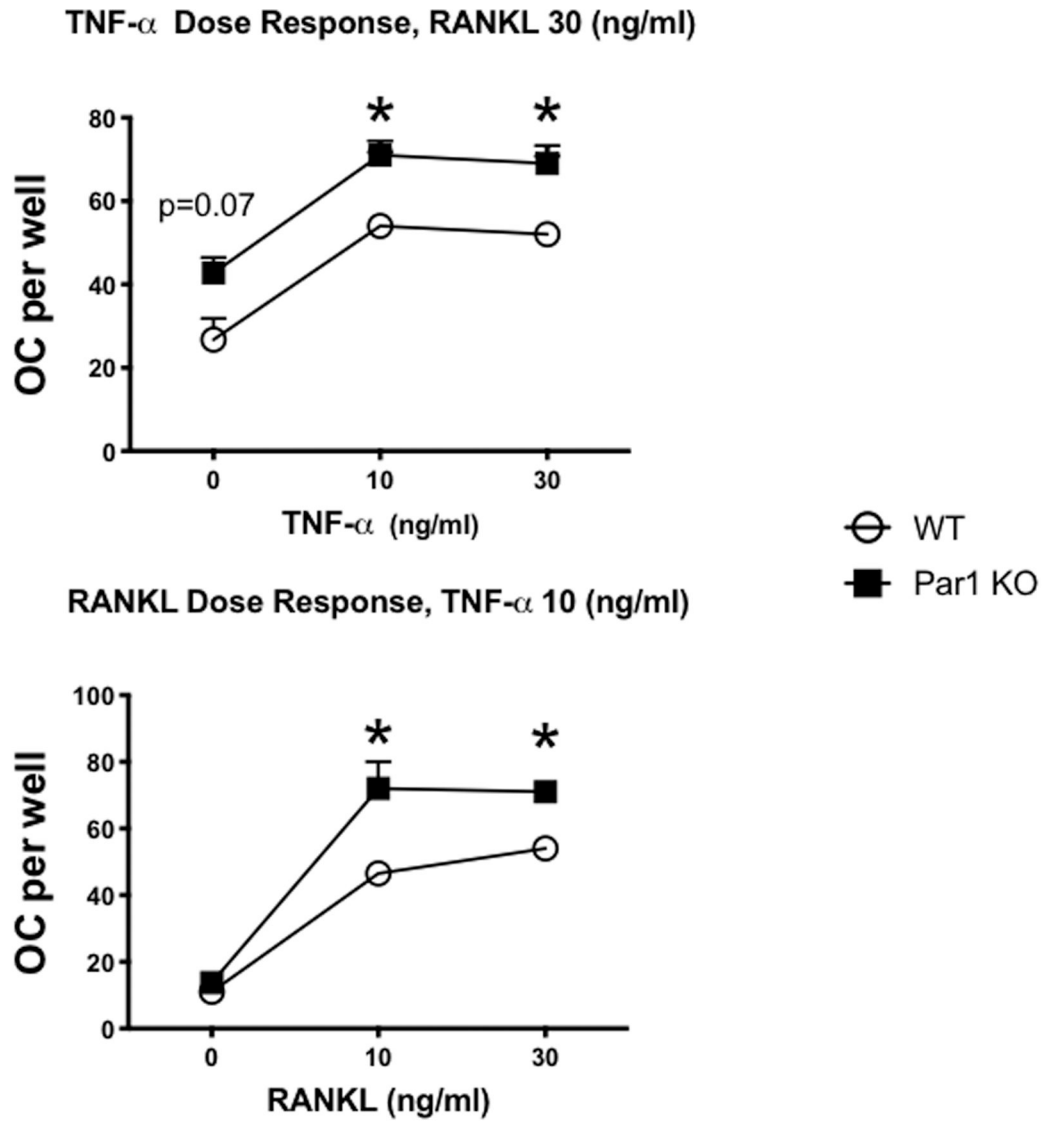 TNF-α Dose Response, RANKL 30 (ng/ml)
80
60
40
20
0
OC per well
p=0.07
*
*
0
10
30
TNF-α (ng/ml)
WT
Par1 KO
RANKL Dose Response, TNF-α 10 (ng/ml)
100
80
60
40
20
0
OC per well
*
*
0
10
30
RANKL (ng/ml)